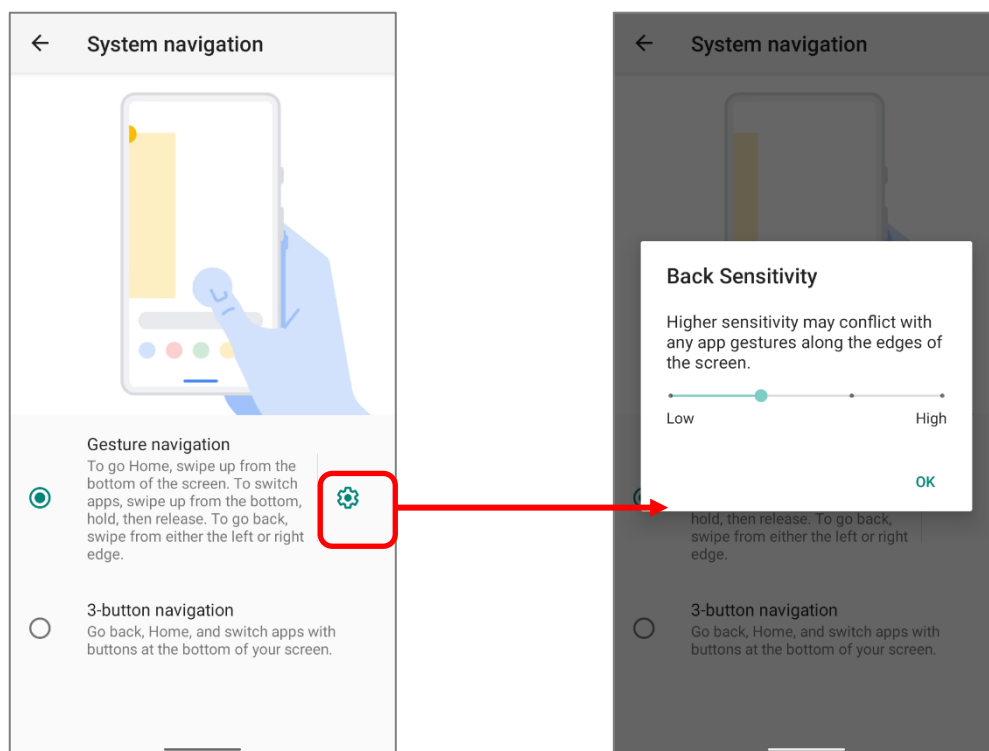 System navigation
Gesture navigation
To go Home, swipe up from the
bottom of the screen. To switch
apps, swipe up from the bottom,
hold, then release. To go back,
swipe from either the left or right
edge.
3-button navigation
Go back, Home, and switch apps with
buttons at the bottom of your screen.
System navigation
Back Sensitivity
Higher sensitivity may conflict with
any app gestures along the edges of
the screen.
Low High
OK
hold, then release. To go back,
swipe from either the left or right
edge.
3-button navigation
Go back, Home, and switch apps with
buttons at the bottom of your screen.